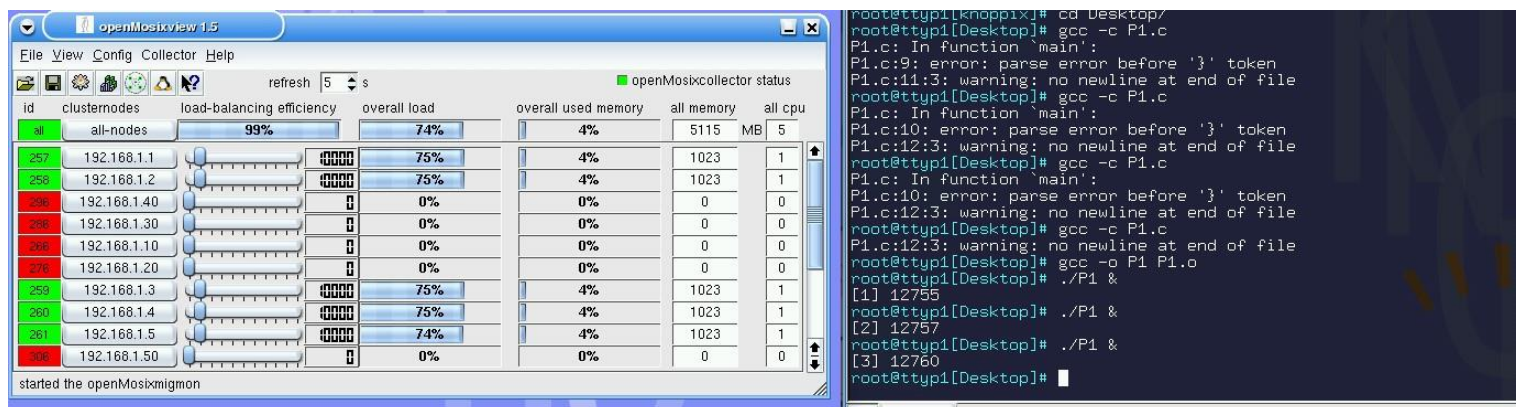 openMosixview 1.5
File View Config Collector Help
refresh 5 s openMosixcollector status
id clusternodes load-balancing efficiency overall load overall used memory all memory all cpu
all all-nodes 99% 74% 4% 5115 MB 5
257 192.168.1.1 10000 75% 4% 1023 1
258 192.168.1.2 10000 75% 4% 1023 1
296 192.168.1.40 0 0% 0% 0 0
286 192.168.1.30 0 0% 0% 0 0
266 192.168.1.10 0 0% 0% 0 0
276 192.168.1.20 0 0% 0% 0 0
259 192.168.1.3 10000 75% 4% 1023 1
260 192.168.1.4 10000 75% 4% 1023 1
261 192.168.1.5 10000 74% 4% 1023 1
306 192.168.1.50 0 0% 0% 0 0
started the openMosixmigmon
root@ttyp1[knoppix]# cd Desktop/
root@ttyp1[Desktop]# gcc -c P1.c
P1.c: In function `main':
P1.c:9: error: parse error before '}' token
P1.c:11:3: warning: no newline at end of file
root@ttyp1[Desktop]# gcc -c P1.c
P1.c: In function `main':
P1.c:10: error: parse error before '}' token
P1.c:12:3: warning: no newline at end of file
root@ttyp1[Desktop]# gcc -c P1.c
P1.c: In function `main':
P1.c:10: error: parse error before '}' token
P1.c:12:3: warning: no newline at end of file
root@ttyp1[Desktop]# gcc -c P1.c
P1.c:12:3: warning: no newline at end of file
root@ttyp1[Desktop]# gcc -o P1 P1.o
root@ttyp1[Desktop]# ./P1 &
[1] 12755
root@ttyp1[Desktop]# ./P1 &
[2] 12757
root@ttyp1[Desktop]# ./P1 &
[3] 12760
root@ttyp1[Desktop]#